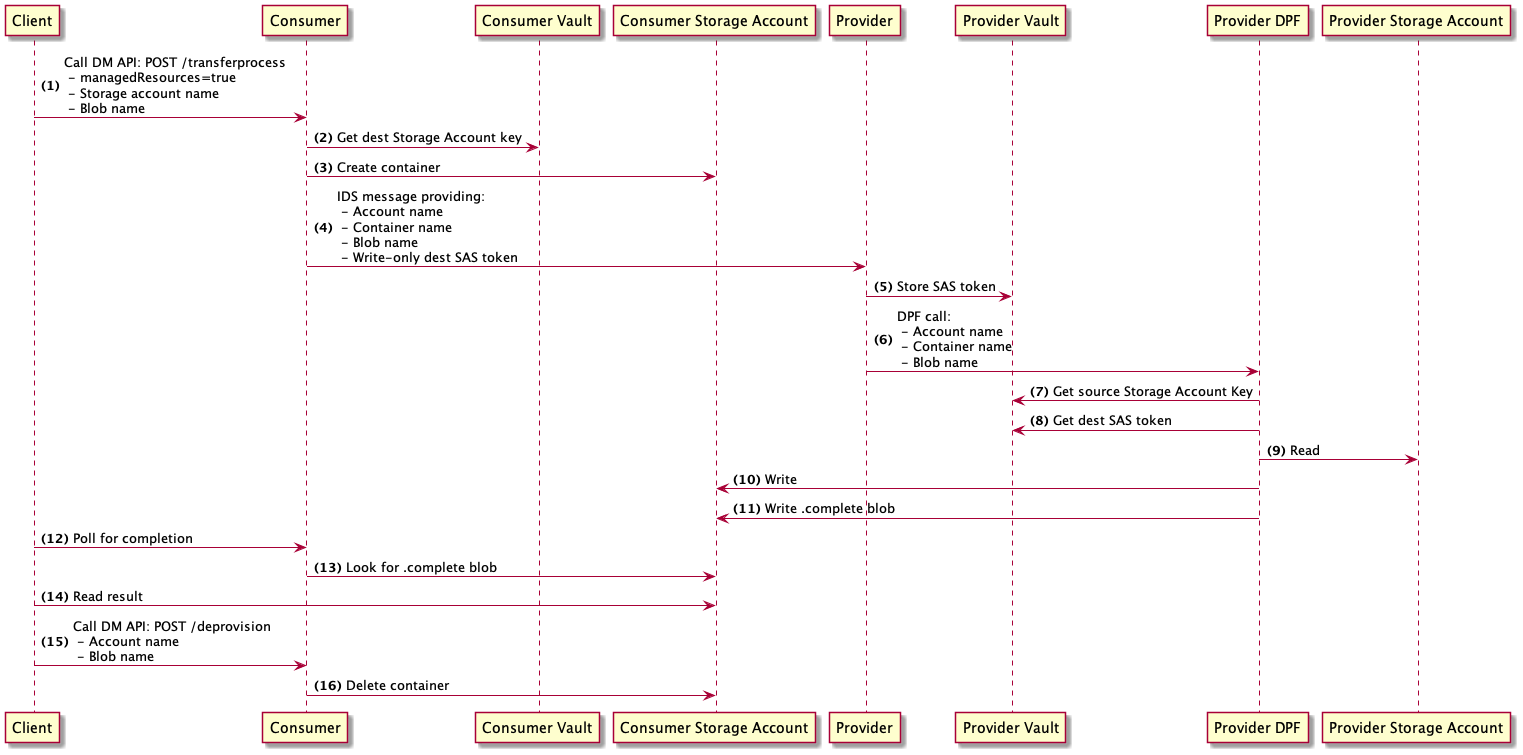 Client
Consumer
Consumer Vault
Consumer Storage Account
Provider
Provider Vault
Provider DPF
Provider Storage Account
Call DM API: POST /transferprocess
(1) - managedResources=true
- Storage account name
- Blob name
(2) Get dest Storage Account key
(3) Create container
IDS message providing:
- Account name
(4) - Container name
- Blob name
- Write-only dest SAS token
(5) Store SAS token
DPF call:
- Account name
(6) - Container name
- Blob name
(7) Get source Storage Account Key
(8) Get dest SAS token
(9) Read
(10) Write
(11) Write .complete blob
(12) Poll for completion
(13) Look for .complete blob
(14) Read result
Call DM API: POST /deprovision
(15) - Account name
- Blob name
(16) Delete container
Client
Consumer
Consumer Vault
Consumer Storage Account
Provider
Provider Vault
Provider DPF
Provider Storage Account